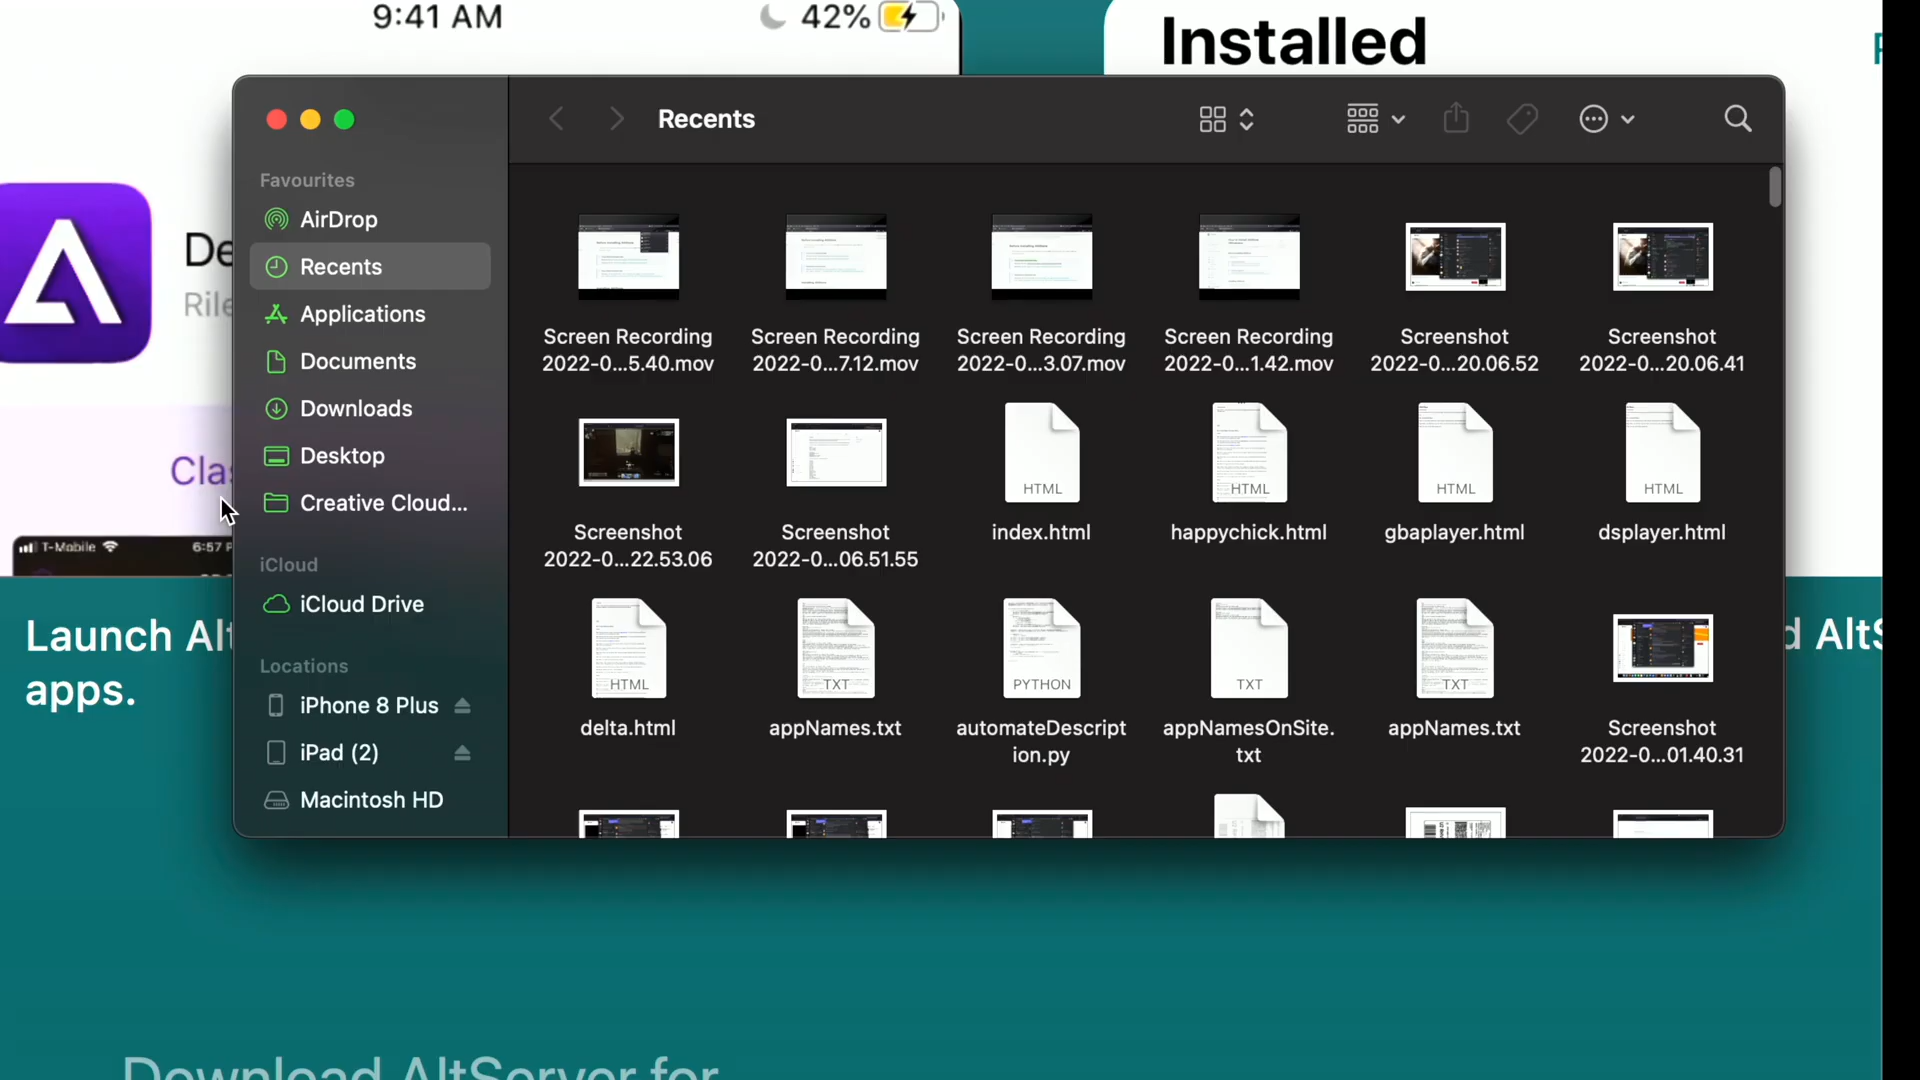 9:41 AM
42%
Installed
Recents
Favourites
AirDrop
Recents
Applications
Documents
Downloads
Desktop
Creative Cloud...
iCloud
iCloud Drive
Locations
iPhone 8 Plus
iPad (2)
Macintosh HD
De
Rile
Clas
T-Mobile
6:57 P
Launch Alt
apps.
d AltS
Screen Recording
2022-0...5.40.mov
Screen Recording
2022-0...7.12.mov
Screen Recording
2022-0...3.07.mov
Screen Recording
2022-0...1.42.mov
Screenshot
2022-0...20.06.52
Screenshot
2022-0...20.06.41
Screenshot
2022-0...22.53.06
Screenshot
2022-0...06.51.55
HTML
index.html
HTML
happychick.html
HTML
gbaplayer.html
HTML
dsplayer.html
HTML
delta.html
TXT
appNames.txt
PYTHON
automateDescript
ion.py
TXT
appNamesOnSite.
txt
TXT
appNames.txt
Screenshot
2022-0...01.40.31
Download AltServer for